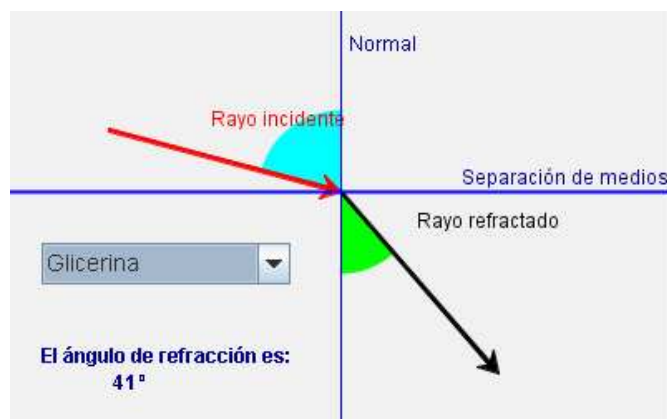 Normal
Rayo incidente
Separación de medios
Rayo refractado
Glicerina
El ángulo de refracción es:
41°